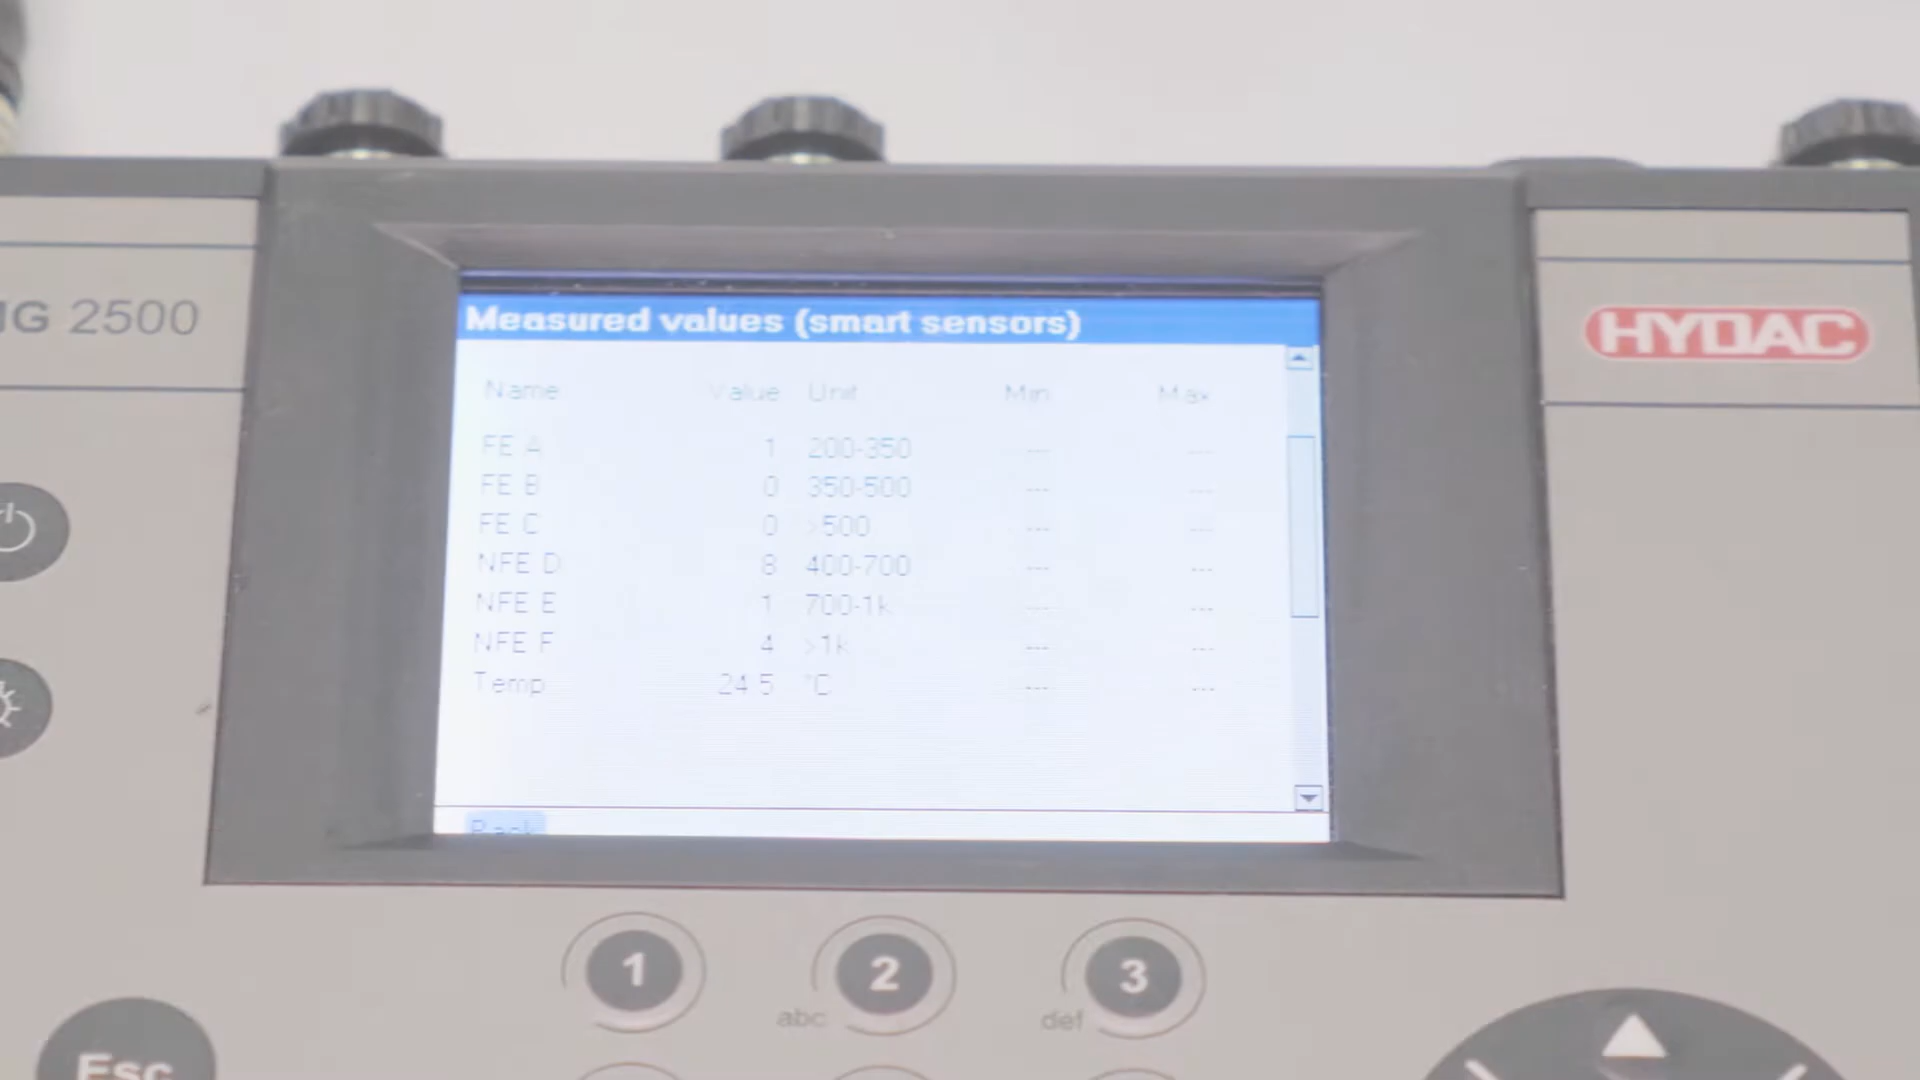 G 2500
HYDAC
Measured values (smart sensors)
Name Value Unit Min Max
FE A 1 200-350 --- ---
FE B 0 350-500 --- ---
FE C 0 >500 --- ---
NFE D 8 400-700 --- ---
NFE E 1 700-1k --- ---
NFE F 4 >1k --- ---
Temp 24.5 °C --- ---
Back
1 2 3
abc def
Esc